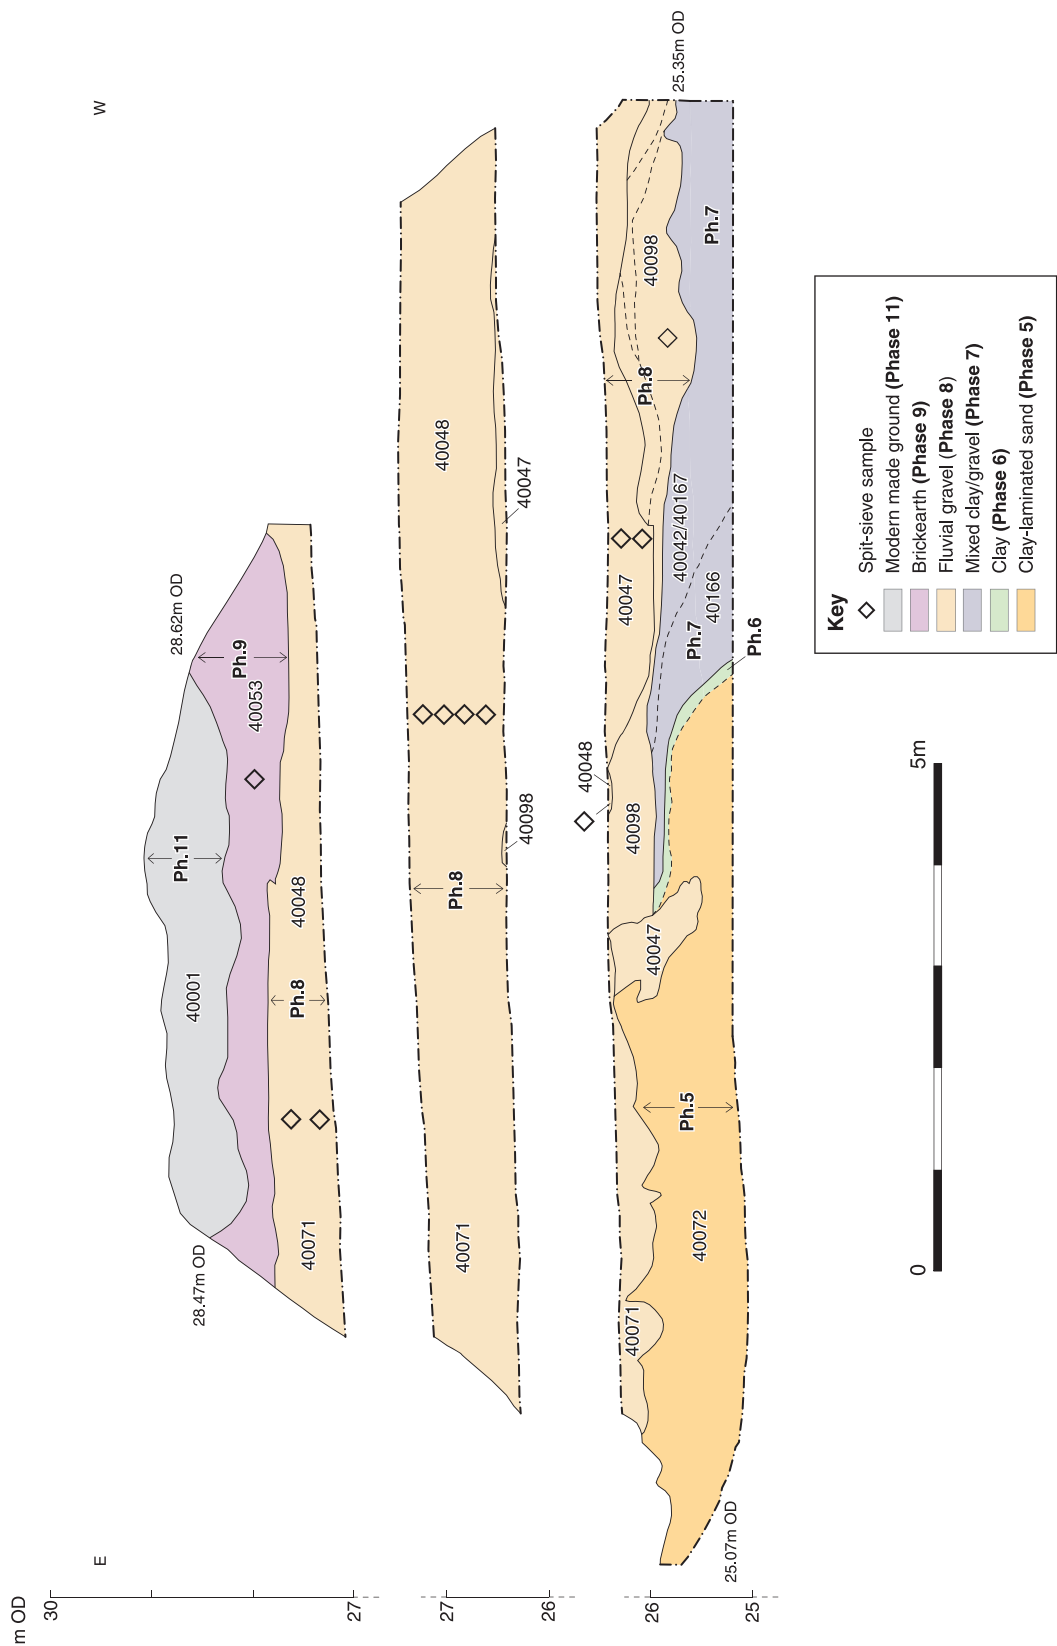 m OD
30
27
27
26
26
25
E
W
28.47m OD
28.62m OD
40001
Ph.11
40053
Ph.9
40071
Ph.8
40048
40071
Ph.8
40048
40098
40047
25.07m OD
40071
40072
Ph.5
40047
40098
40048
40047
Ph.7
40166
40042/40167
Ph.6
Ph.8
40098
Ph.7
25.35m OD
0
5m
Key
Spit-sieve sample
Modern made ground (Phase 11)
Brickearth (Phase 9)
Fluvial gravel (Phase 8)
Mixed clay/gravel (Phase 7)
Clay (Phase 6)
Clay-laminated sand (Phase 5)